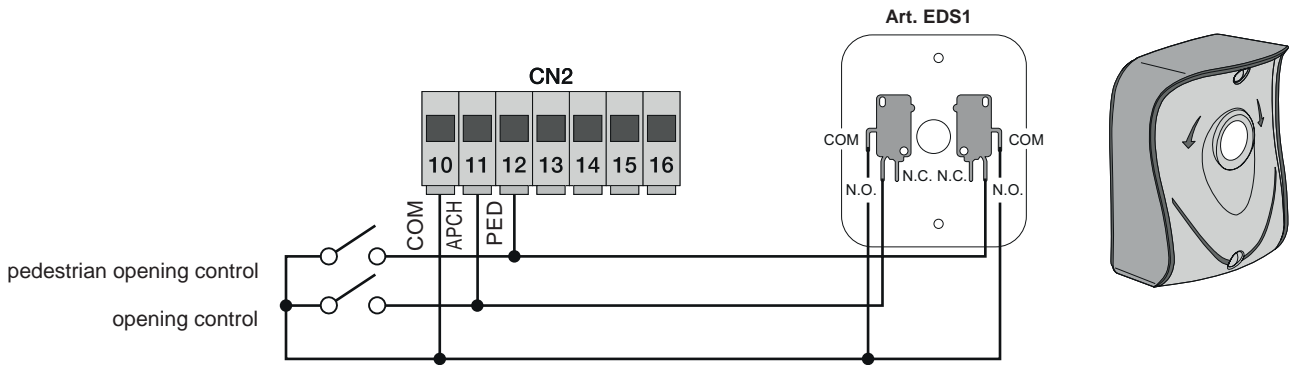 Art. EDS1
CN2
COM COM
10 11 12 13 14 15 16
N.C. N.C.
N.O. N.O.
COM
APCH
PED
pedestrian opening control
opening control